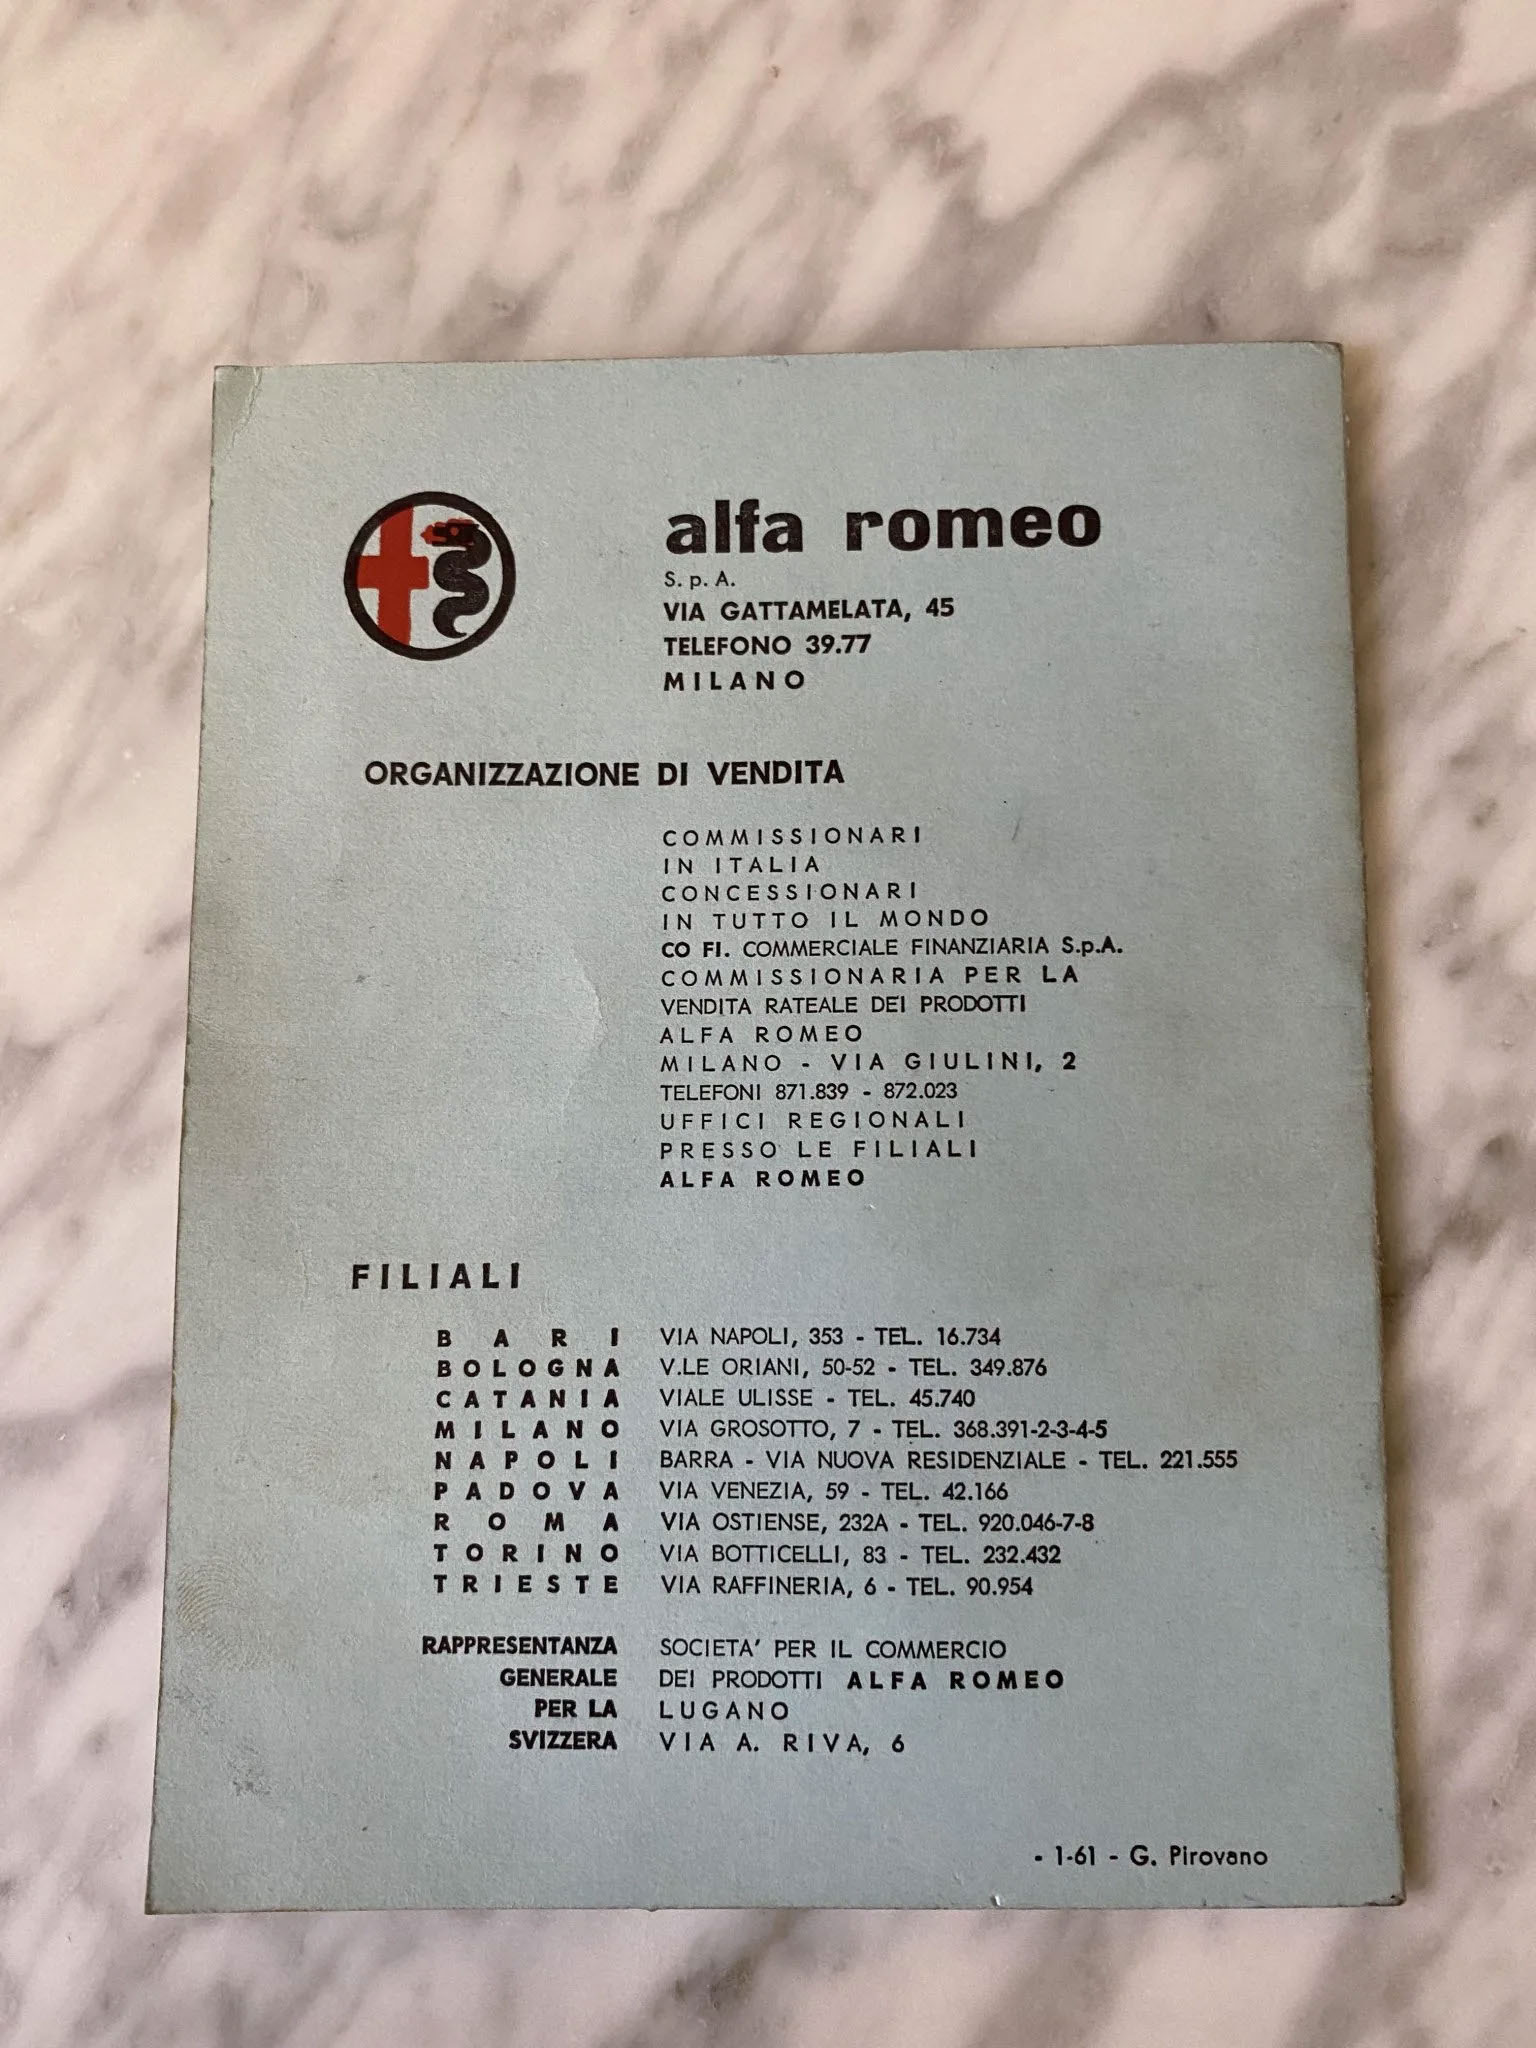 alfa romeo
S. p. A.
VIA GATTAMELATA, 45
TELEFONO 39.77
MILANO
ORGANIZZAZIONE DI VENDITA
COMMISSIONARI
IN ITALIA
CONCESSIONARI
IN TUTTO IL MONDO
CO FI. COMMERCIALE FINANZIARIA S.p.A.
COMMISSIONARIA PER LA
VENDITA RATEALE DEI PRODOTTI
ALFA ROMEO
MILANO - VIA GIULINI, 2
TELEFONI 871.839 - 872.023
UFFICI REGIONALI
PRESSO LE FILIALI
ALFA ROMEO
FILIALI
BARI VIA NAPOLI, 353 - TEL. 16.734
BOLOGNA V.LE ORIANI, 50-52 - TEL. 349.876
CATANIA VIALE ULISSE - TEL. 45.740
MILANO VIA GROSOTTO, 7 - TEL. 368.391-2-3-4-5
NAPOLI BARRA - VIA NUOVA RESIDENZIALE - TEL. 221.555
PADOVA VIA VENEZIA, 59 - TEL. 42.166
ROMA VIA OSTIENSE, 232A - TEL. 920.046-7-8
TORINO VIA BOTTICELLI, 83 - TEL. 232.432
TRIESTE VIA RAFFINERIA, 6 - TEL. 90.954
RAPPRESENTANZA SOCIETA' PER IL COMMERCIO
GENERALE DEI PRODOTTI ALFA ROMEO
PER LA LUGANO
SVIZZERA VIA A. RIVA, 6
- 1-61 - G. Pirovano